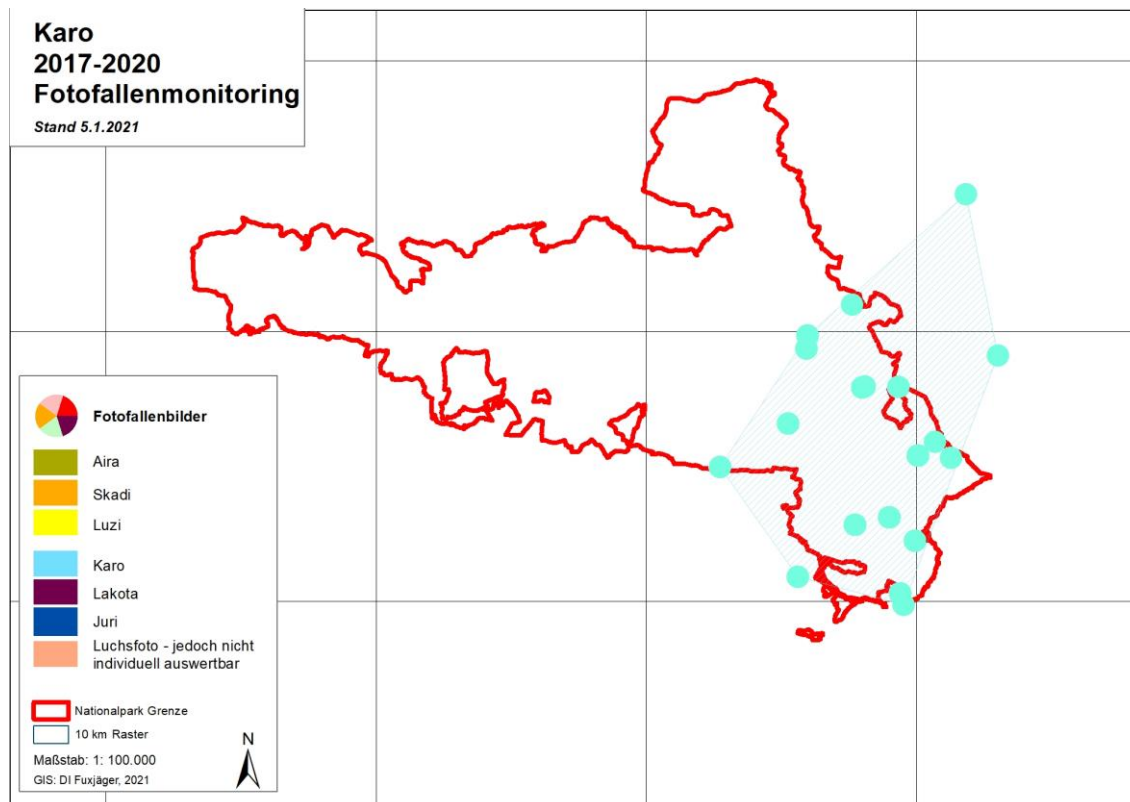 Karo
2017-2020
Fotofallenmonitoring
Stand 5.1.2021
Fotofallenbilder
Aira
Skadi
Luzi
Karo
Lakota
Juri
Luchsfoto - jedoch nicht
individuell auswertbar
Nationalpark Grenze
10 km Raster
Maßstab: 1: 100.000
GIS: DI Fuxjäger, 2021
N